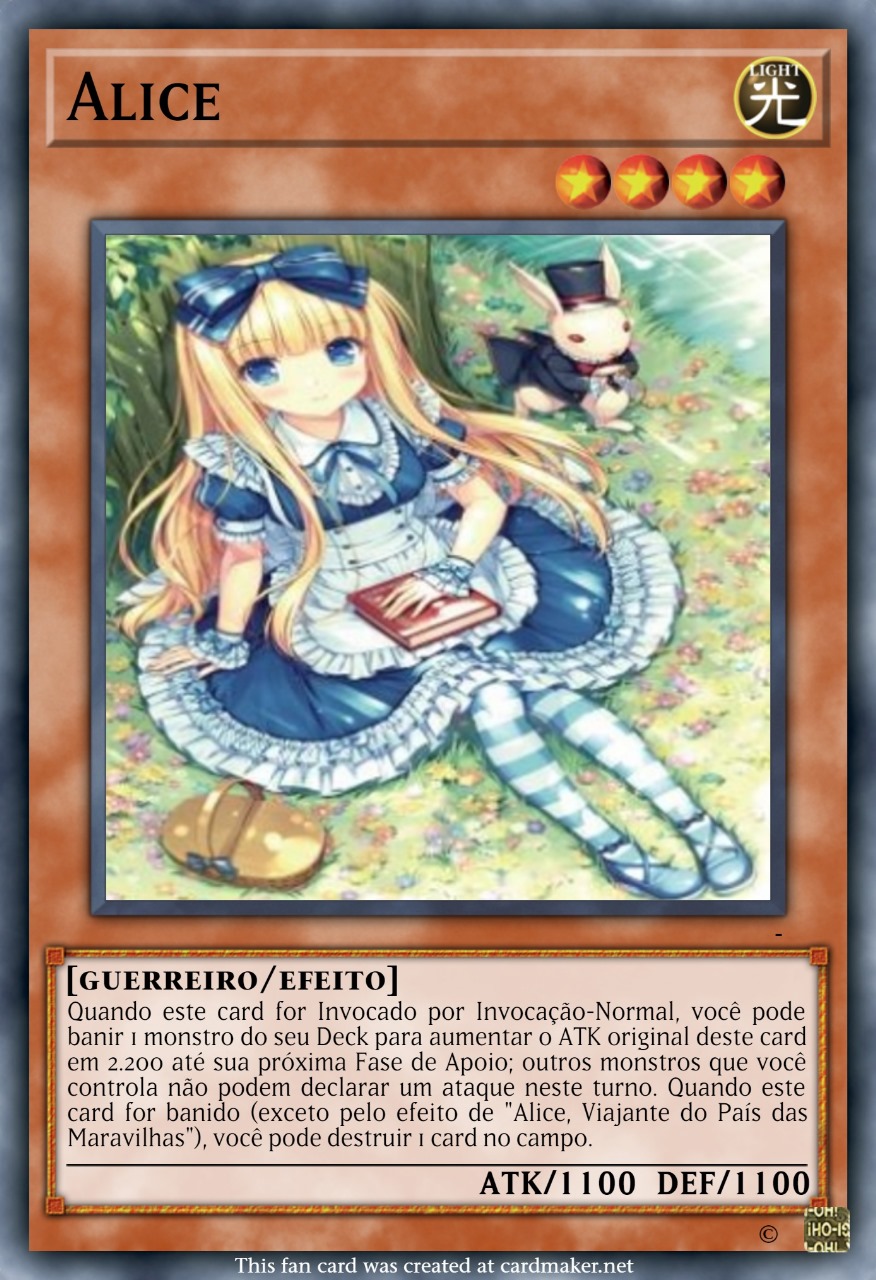 Alice
LIGHT
光
[GUERREIRO/EFEITO]
Quando este card for Invocado por Invocação-Normal, você pode
banir 1 monstro do seu Deck para aumentar o ATK original deste card
em 2.200 até sua próxima Fase de Apoio; outros monstros que você
controla não podem declarar um ataque neste turno. Quando este
card for banido (exceto pelo efeito de "Alice, Viajante do País das
Maravilhas"), você pode destruir 1 card no campo.
ATK/1100 DEF/1100
©
This fan card was created at cardmaker.net